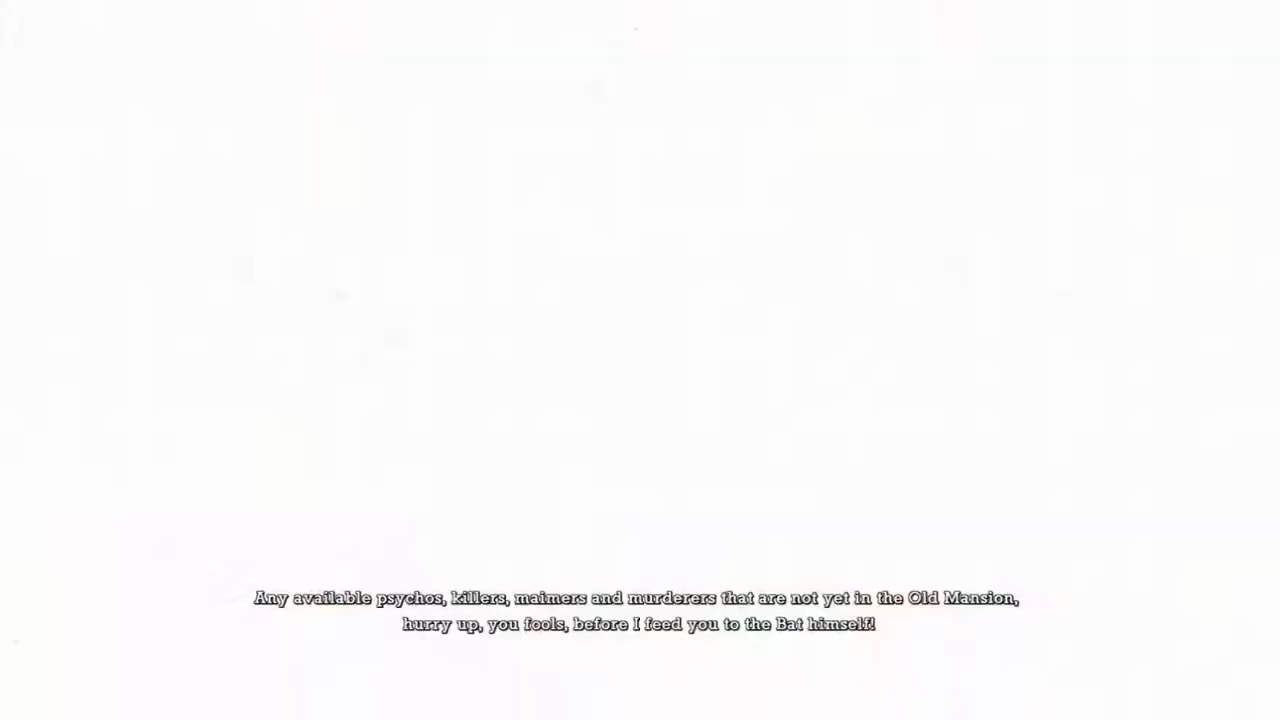 Any available psychos, killers, maimers and murderers that are not yet in the Old Mansion,
hurry up, you fools, before I feed you to the Bat himself!